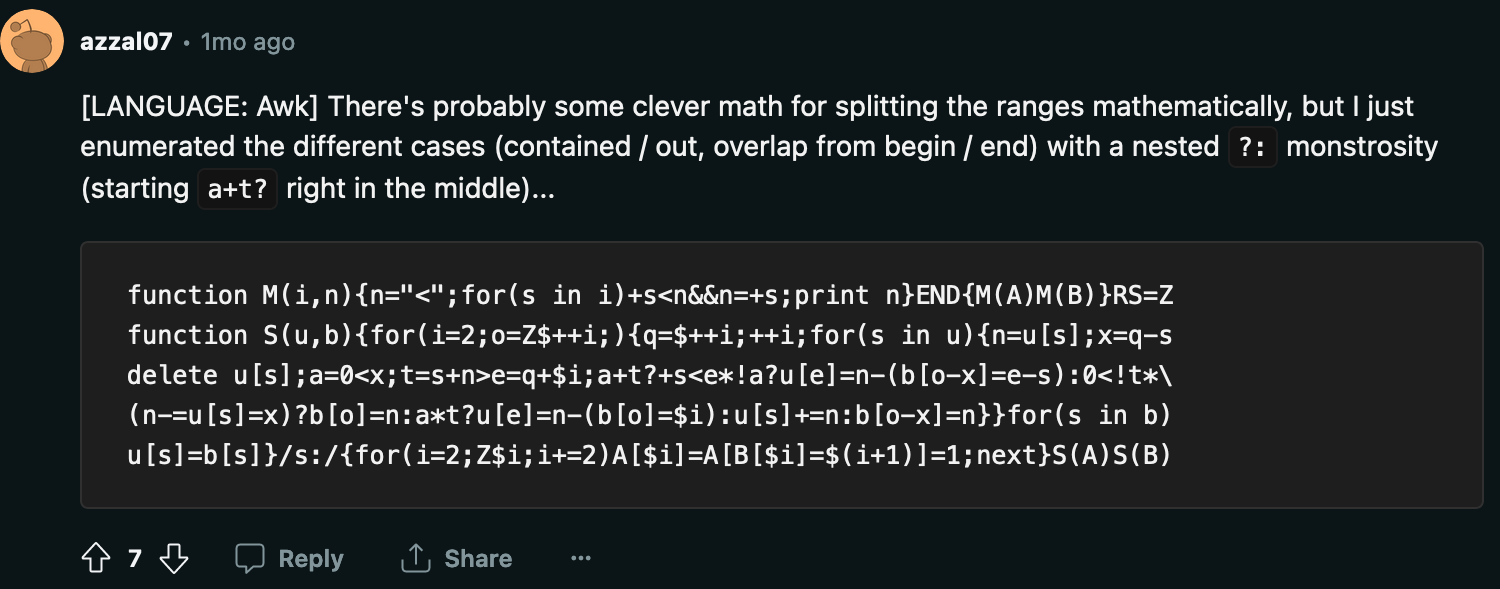 azzal07 • 1mo ago
[LANGUAGE: Awk] There's probably some clever math for splitting the ranges mathematically, but I just
enumerated the different cases (contained / out, overlap from begin / end) with a nested ?: monstrosity
(starting a+t? right in the middle)...
function M(i,n){n="<";for(s in i)+s<n&&n=+s;print n}END{M(A)M(B)}RS=Z
function S(u,b){for(i=2;o=Z$++i;){q=$++i;++i;for(s in u){n=u[s];x=q-s
delete u[s];a=0<x;t=s+n>e=q+$i;a+t?+s<e*!a?u[e]=n-(b[o-x]=e-s):0<!t*\
(n-=u[s]=x)?b[o]=n:a*t?u[e]=n-(b[o]=$i):u[s]+=n:b[o-x]=n}}for(s in b)
u[s]=b[s]}/s:/{for(i=2;Z$i;i+=2)A[$i]=A[B[$i]=$(i+1)]=1;next}S(A)S(B)
7 Reply Share ...